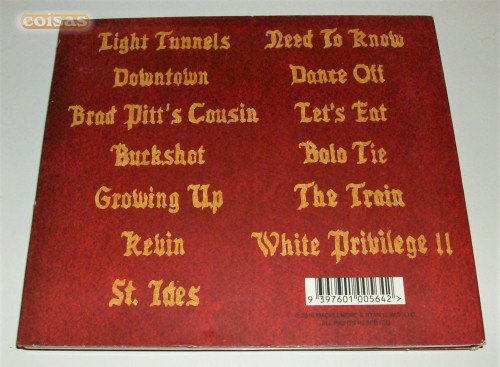 coisas
Light Tunnels
Downtown
Brad Pitt's Cousin
Buckshot
Growing Up
Kevin
St. Ides
Need To Know
Dance Off
Let's Eat
Bolo Tie
The Train
White Privilege II
9 397601 005642 >